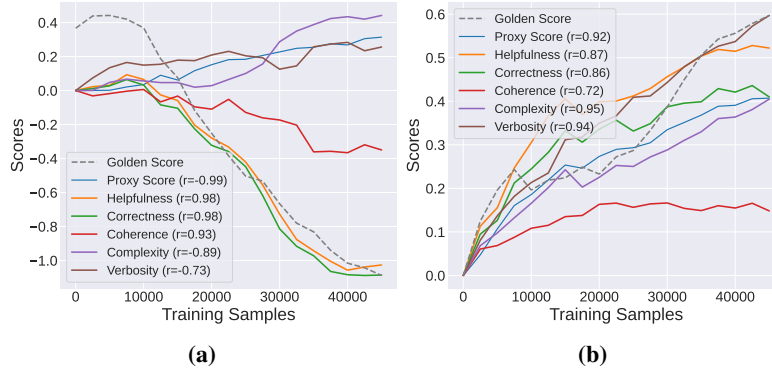 0.4
0.2
0.0
−0.2
−0.4
−0.6
−0.8
−1.0
Scores
Golden Score
Proxy Score (r=-0.99)
Helpfulness (r=0.98)
Correctness (r=0.98)
Coherence (r=0.93)
Complexity (r=-0.89)
Verbosity (r=-0.73)
0 10000 20000 30000 40000
Training Samples
(a)
0.6
0.5
0.4
0.3
0.2
0.1
0.0
Scores
Golden Score
Proxy Score (r=0.92)
Helpfulness (r=0.87)
Correctness (r=0.86)
Coherence (r=0.72)
Complexity (r=0.95)
Verbosity (r=0.94)
0 10000 20000 30000 40000
Training Samples
(b)